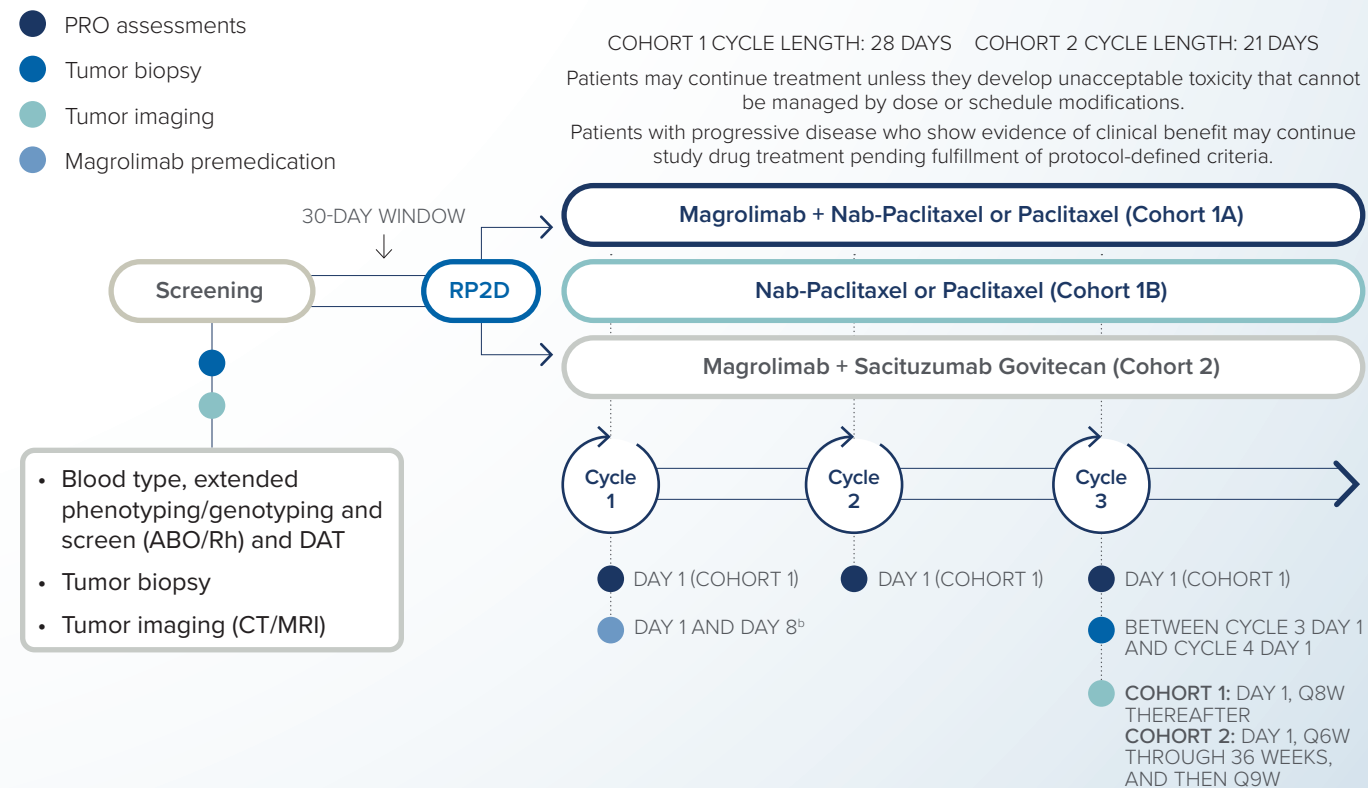 PRO assessments
Tumor biopsy
Tumor imaging
Magrolimab premedication
COHORT 1 CYCLE LENGTH: 28 DAYS COHORT 2 CYCLE LENGTH: 21 DAYS
Patients may continue treatment unless they develop unacceptable toxicity that cannot
be managed by dose or schedule modifications.
Patients with progressive disease who show evidence of clinical benefit may continue
study drug treatment pending fulfillment of protocol-defined criteria.
30-DAY WINDOW
Screening
RP2D
Magrolimab + Nab-Paclitaxel or Paclitaxel (Cohort 1A)
Nab-Paclitaxel or Paclitaxel (Cohort 1B)
Magrolimab + Sacituzumab Govitecan (Cohort 2)
• Blood type, extended
phenotyping/genotyping and
screen (ABO/Rh) and DAT
• Tumor biopsy
• Tumor imaging (CT/MRI)
Cycle
1
Cycle
2
Cycle
3
DAY 1 (COHORT 1)
DAY 1 AND DAY 8ᵇ
DAY 1 (COHORT 1)
DAY 1 (COHORT 1)
BETWEEN CYCLE 3 DAY 1
AND CYCLE 4 DAY 1
COHORT 1: DAY 1, Q8W
THEREAFTER
COHORT 2: DAY 1, Q6W
THROUGH 36 WEEKS,
AND THEN Q9W